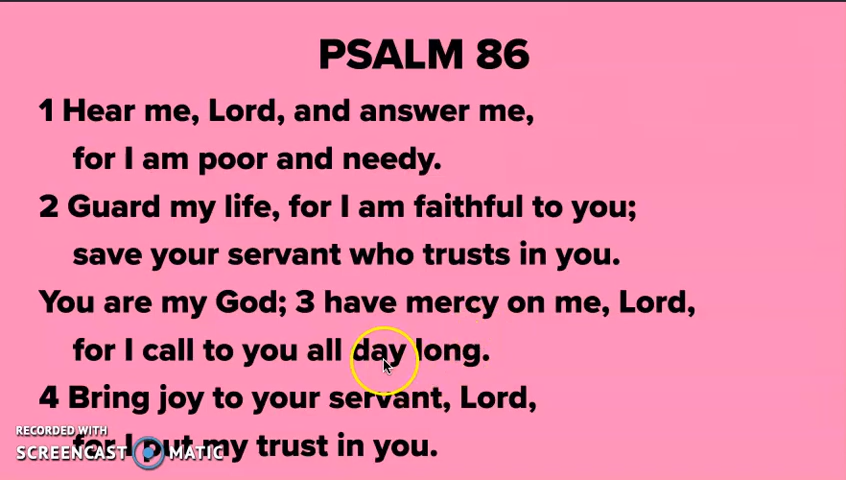 PSALM 86
1 Hear me, Lord, and answer me,
for I am poor and needy.
2 Guard my life, for I am faithful to you;
save your servant who trusts in you.
You are my God; 3 have mercy on me, Lord,
for I call to you all day long.
4 Bring joy to your servant, Lord,
for I put my trust in you.
RECORDED WITH
SCREENCAST MATIC